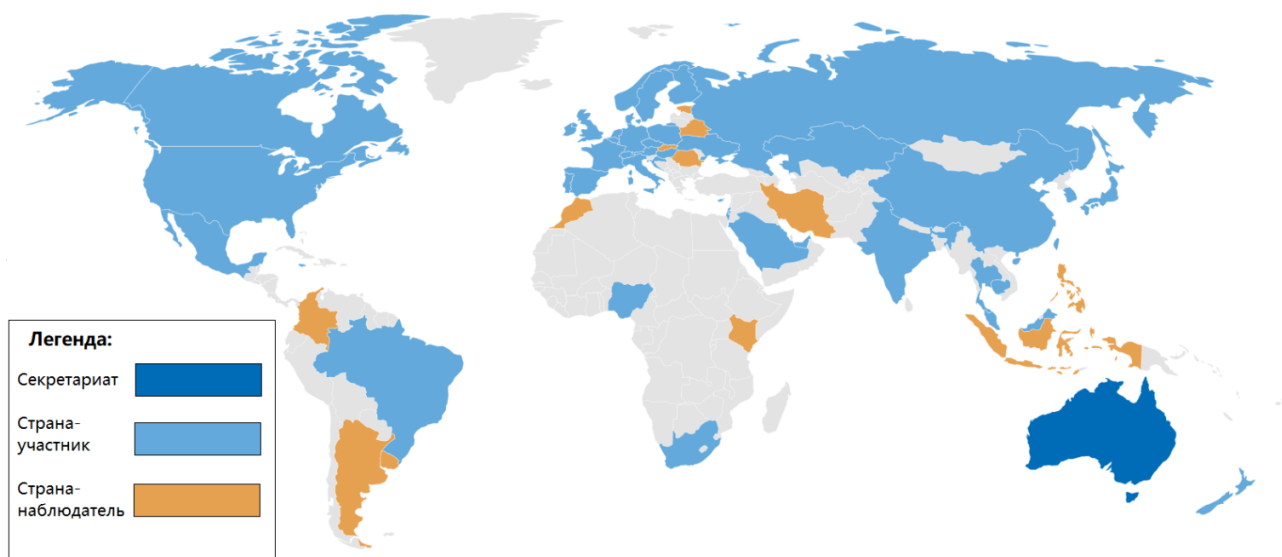 Легенда:
Секретариат
Страна-
участник
Страна-
наблюдатель